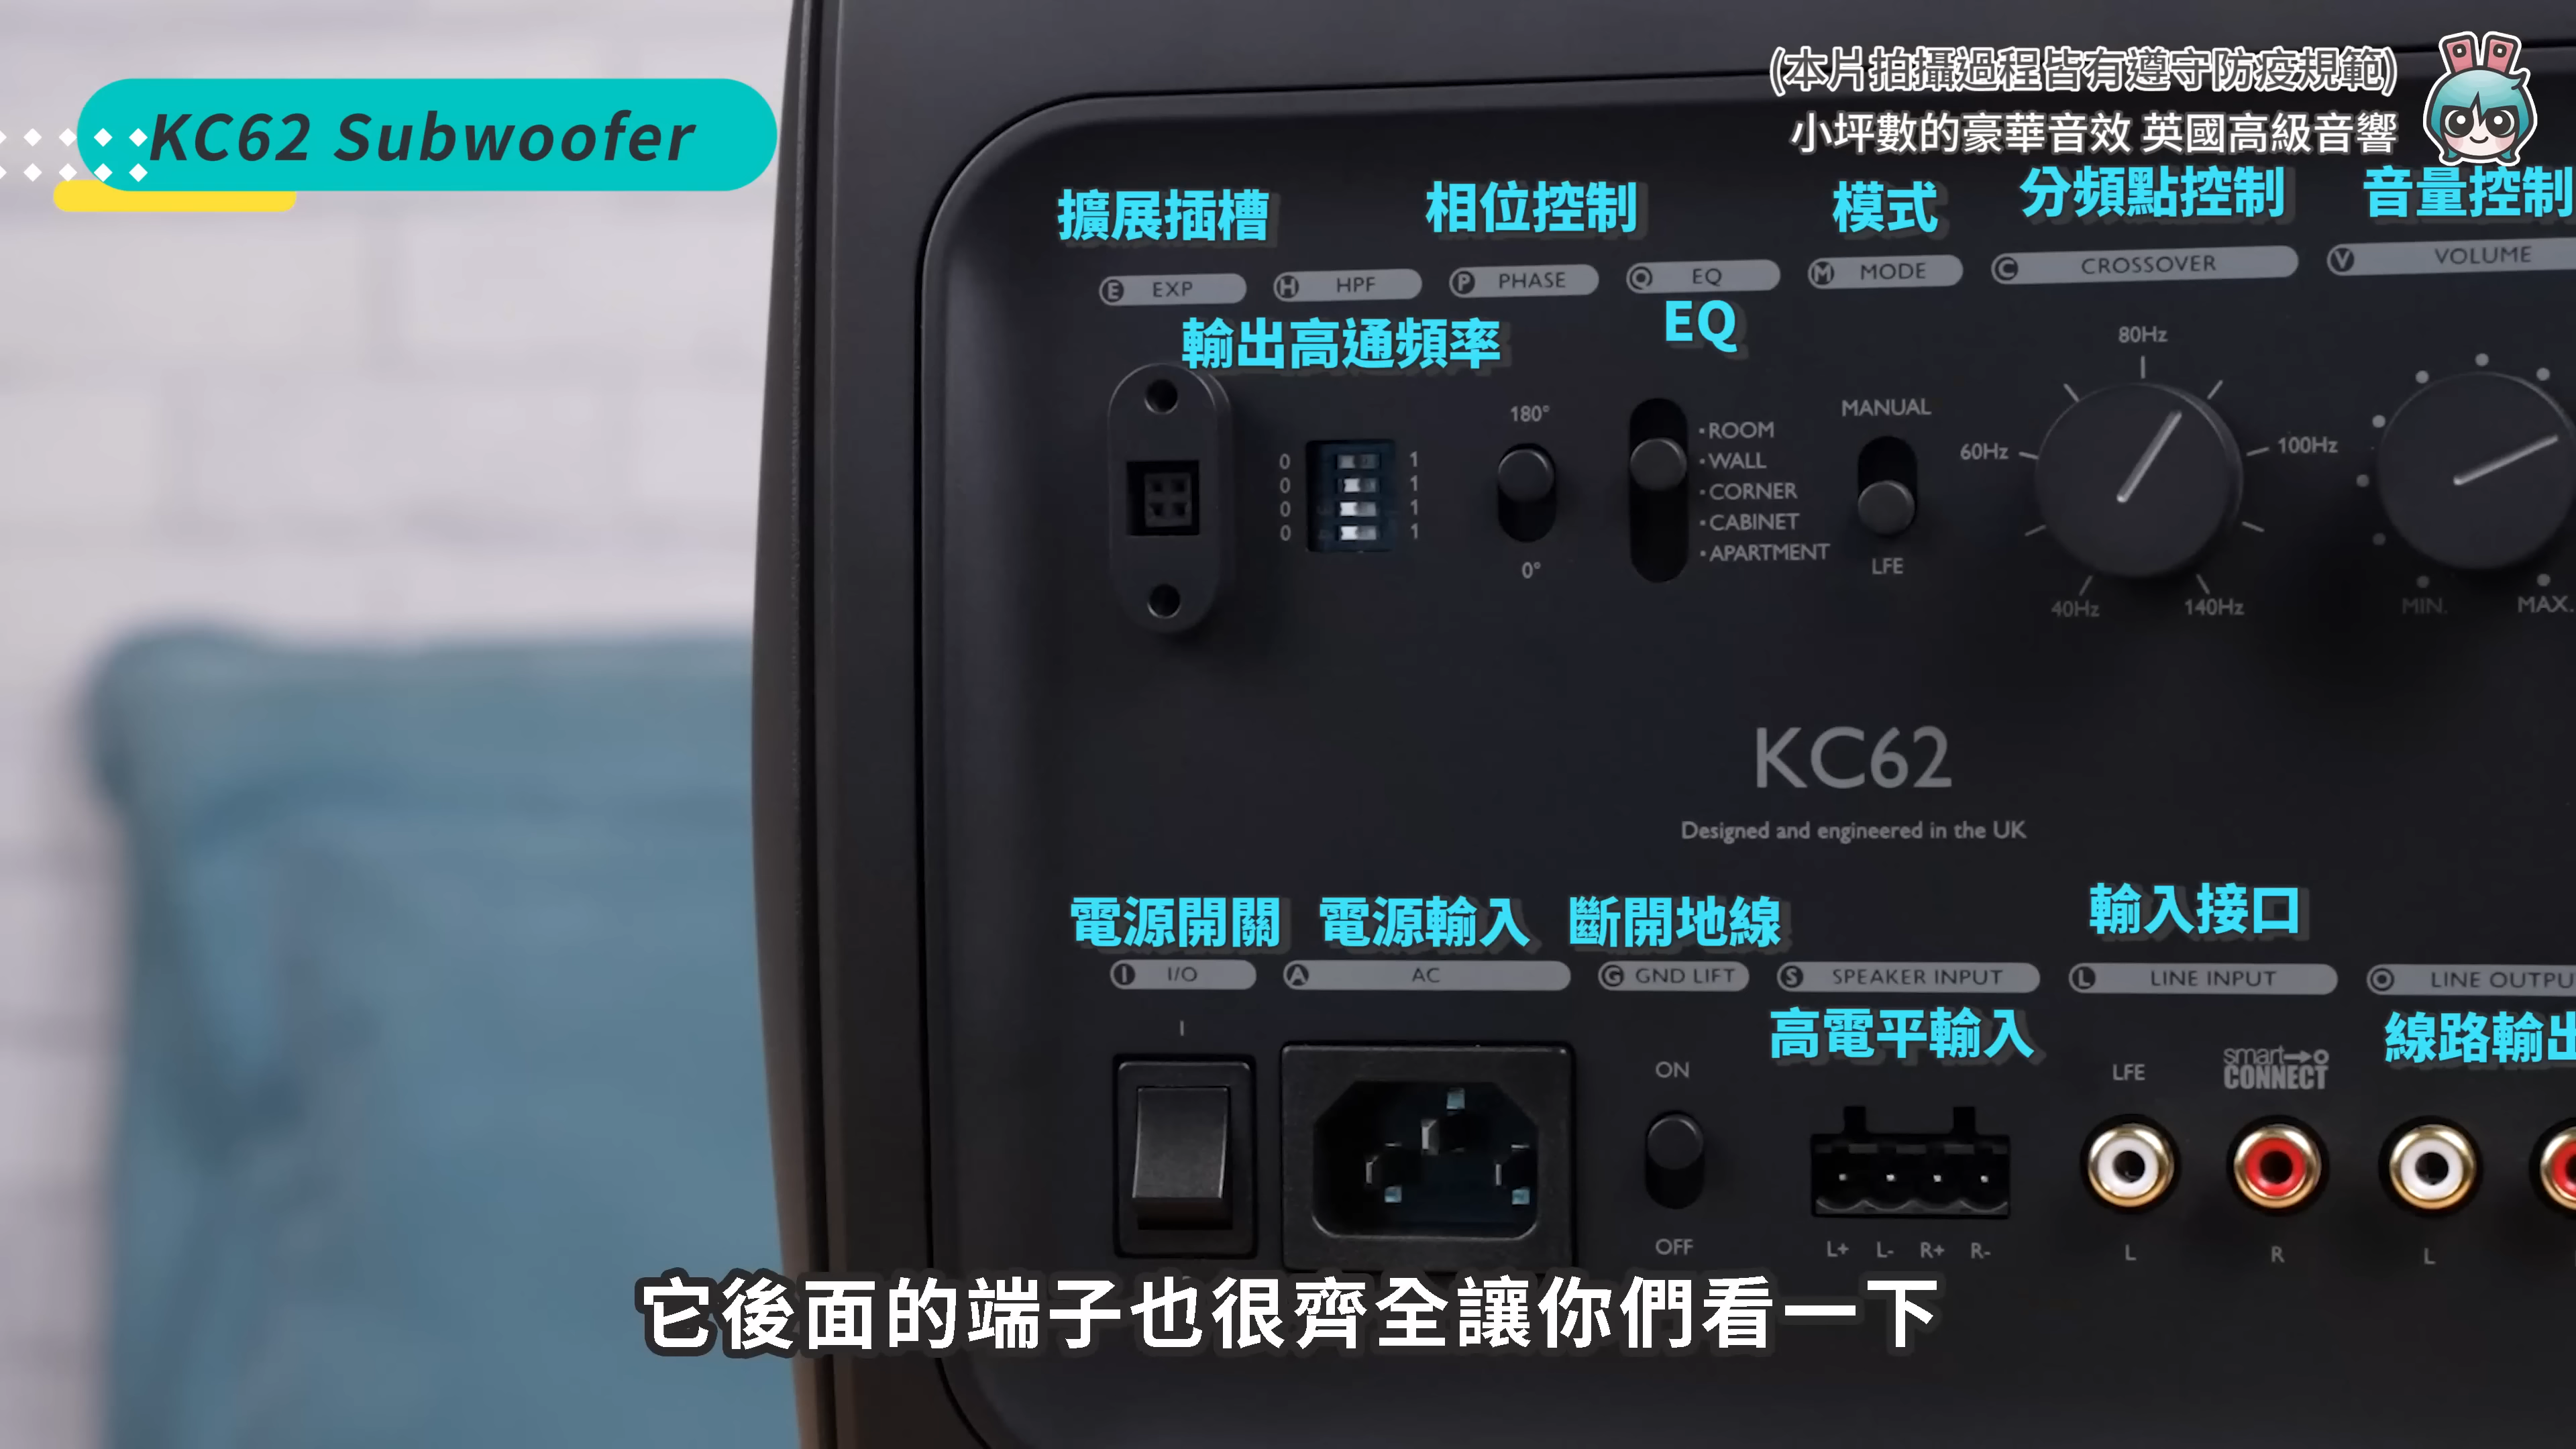 (本片拍攝過程皆有遵守防疫規範)
KC62 Subwoofer
小坪數的豪華音效 英國高級音響
擴展插槽 相位控制 模式 分頻點控制 音量控制
E EXP H HPF P PHASE Q EQ M MODE C CROSSOVER V VOLUME
輸出高通頻率 EQ
80Hz
180° MANUAL
ROOM
60Hz 100Hz
0 1 WALL
0 1 CORNER
0 1 CABINET
0 1 APARTMENT
0° LFE
40Hz 140Hz MIN. MAX.
KC62
Designed and engineered in the UK
電源開關 電源輸入 斷開地線 輸入接口
I I/O A AC G GND LIFT S SPEAKER INPUT L LINE INPUT O LINE OUTPU
高電平輸入 線路輸出
I ON LFE smart CONNECT
OFF L+ L- R+ R- L R L
它後面的端子也很齊全讓你們看一下